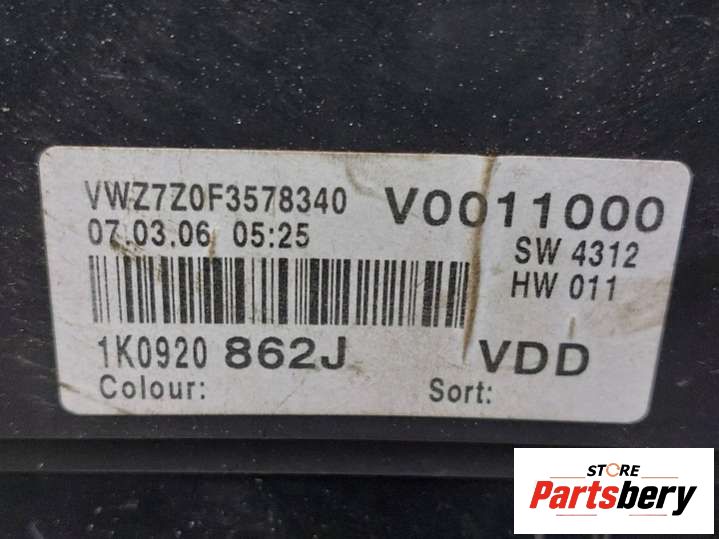 VWZ7Z0F3578340 V0011000
07.03.06 05:25 SW 4312
HW 011
1K0920 862J VDD
Colour: Sort:
STORE
Partsbery